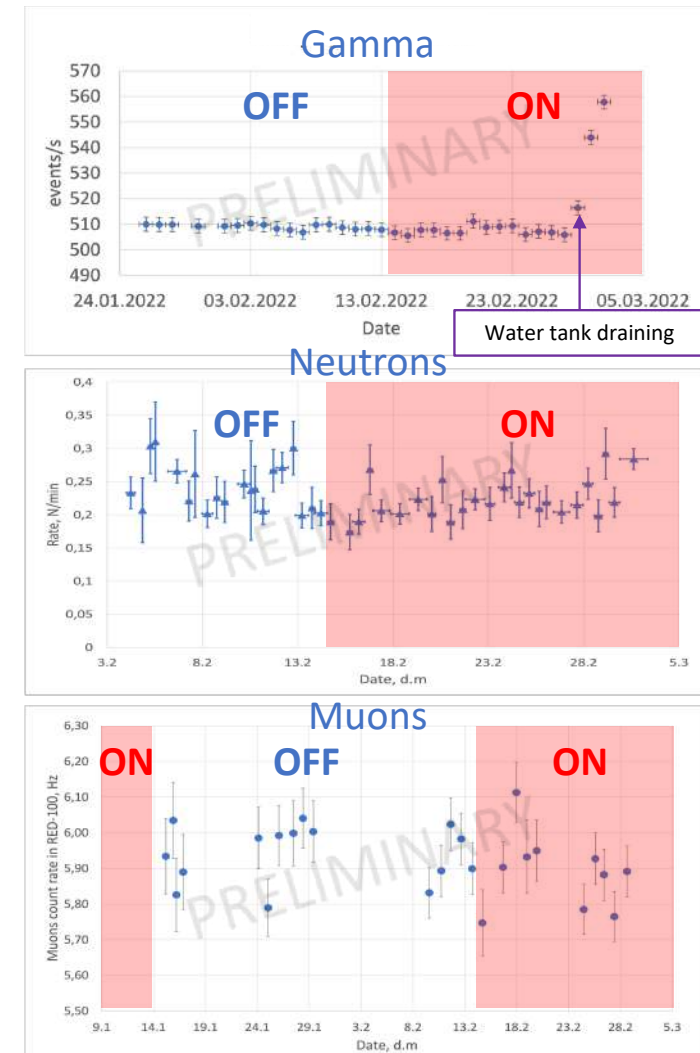 Gamma
570
560
550
540
530
520
510
500
490
events/s
OFF
ON
PRELIMINARY
24.01.2022 03.02.2022 13.02.2022 23.02.2022 05.03.2022
Date
Water tank draining
Neutrons
0,4
0,35
0,3
0,25
0,2
0,15
0,1
0,05
0
Rate, N/min
OFF
ON
PRELIMINARY
3.2 8.2 13.2 18.2 23.2 28.2 5.3
Date, d.m
Muons
6,30
6,20
6,10
6,00
5,90
5,80
5,70
5,60
5,50
Muons count rate in RED-100, Hz
ON
OFF
ON
PRELIMINARY
9.1 14.1 19.1 24.1 29.1 3.2 8.2 13.2 18.2 23.2 28.2 5.3
Date, d.m